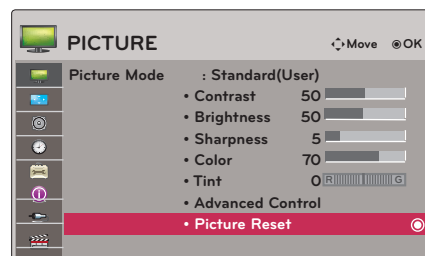 PICTURE
Move ◉OK
Picture Mode : Standard(User)
• Contrast 50
• Brightness 50
• Sharpness 5
• Color 70
• Tint 0 R G
• Advanced Control
• Picture Reset